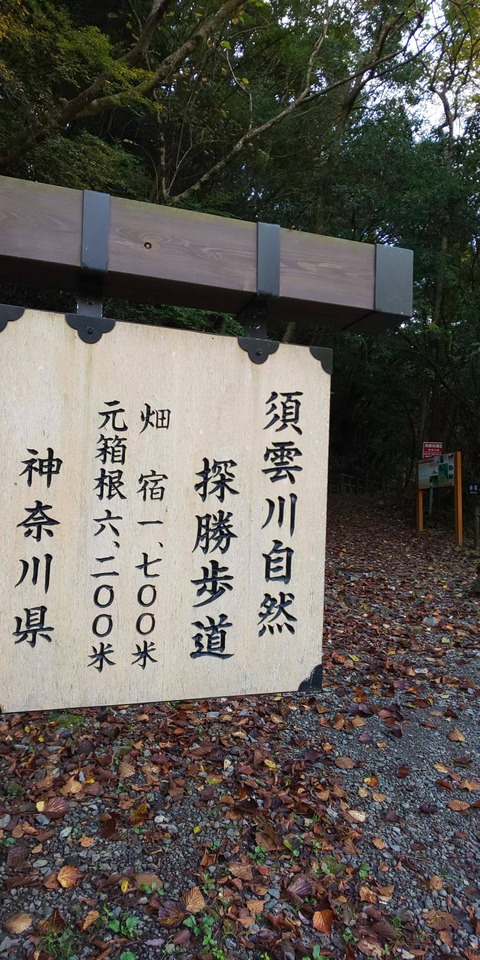 須雲川自然
探勝歩道
畑宿一、七〇〇米
元箱根六、二〇〇米
神奈川県